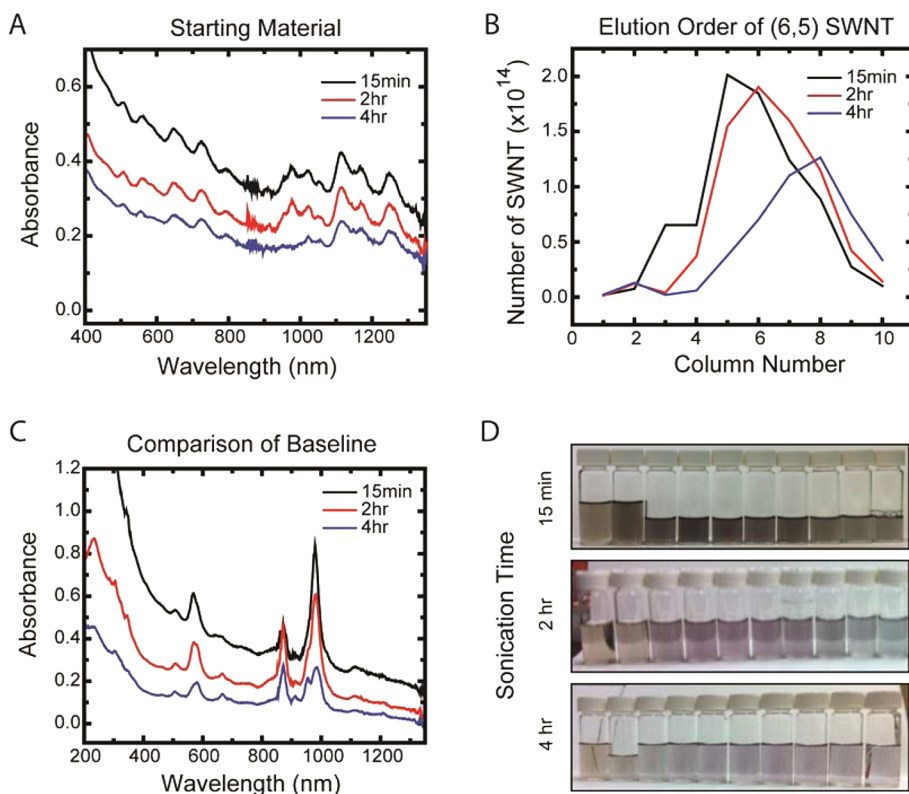 A
Starting Material
0.6
0.4
0.2
0.0
Absorbance
15min
2hr
4hr
400 600 800 1000 1200
Wavelength (nm)
B
Elution Order of (6,5) SWNT
2.0
1.5
1.0
0.5
0.0
Number of SWNT (x10¹⁴)
15min
2hr
4hr
0 2 4 6 8 10
Column Number
C
Comparison of Baseline
1.2
1.0
0.8
0.6
0.4
0.2
0.0
Absorbance
15min
2hr
4hr
200 400 600 800 1000 1200
Wavelength (nm)
D
Sonication Time
15 min
2 hr
4 hr